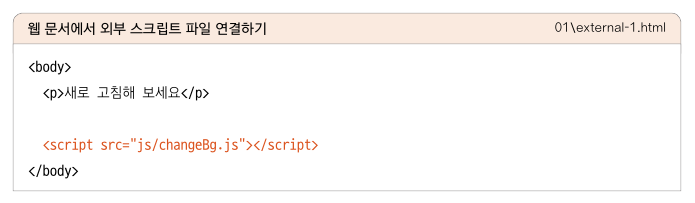 웹 문서에서 외부 스크립트 파일 연결하기 01\external-1.html
<body>
<p>새로 고침해 보세요</p>
<script src="js/changeBg.js"></script>
</body>